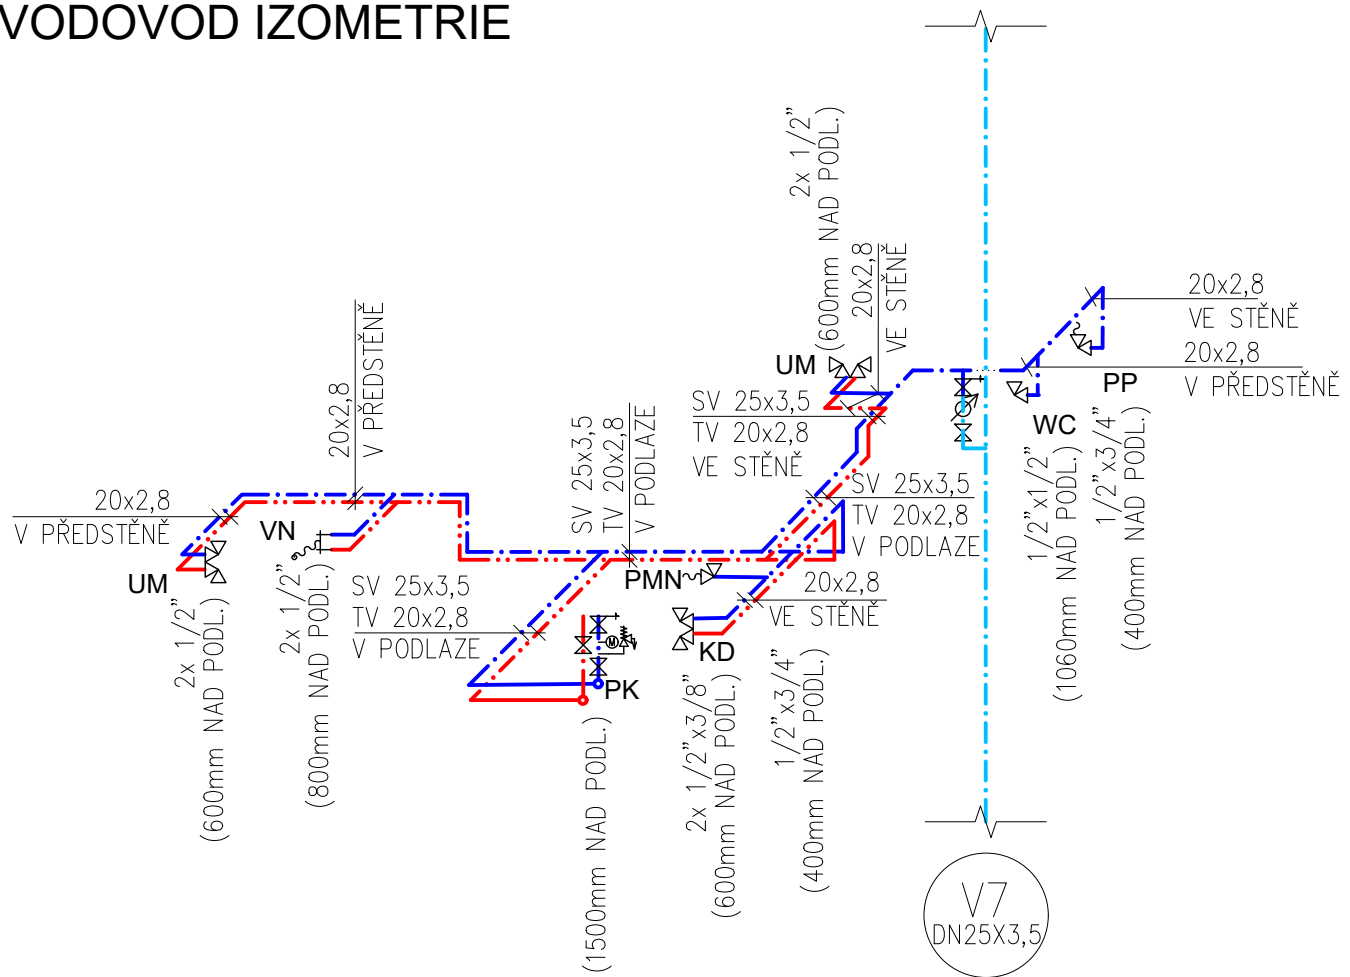 VODOVOD IZOMETRIE
2x 1/2"
(600mm NAD PODL.)
20x2,8
VE STĚNĚ
UM
SV 25x3,5
TV 20x2,8
VE STĚNĚ
20x2,8
VE STĚNĚ
20x2,8
V PŘEDSTĚNĚ
PP
WC
1/2"x1/2"
(1060mm NAD PODL.)
1/2"x3/4"
(400mm NAD PODL.)
20x2,8
V PŘEDSTĚNĚ
20x2,8
V PŘEDSTĚNĚ
UM
2x 1/2"
(600mm NAD PODL.)
VN
2x 1/2"
(800mm NAD PODL.)
SV 25x3,5
TV 20x2,8
V PODLAZE
SV 25x3,5
TV 20x2,8
V PODLAZE
SV 25x3,5
TV 20x2,8
V PODLAZE
PMN
20x2,8
VE STĚNĚ
KD
M
PK
(1500mm NAD PODL.)
2x 1/2"x3/8"
(600mm NAD PODL.)
1/2"x3/4"
(400mm NAD PODL.)
V7
DN25X3,5